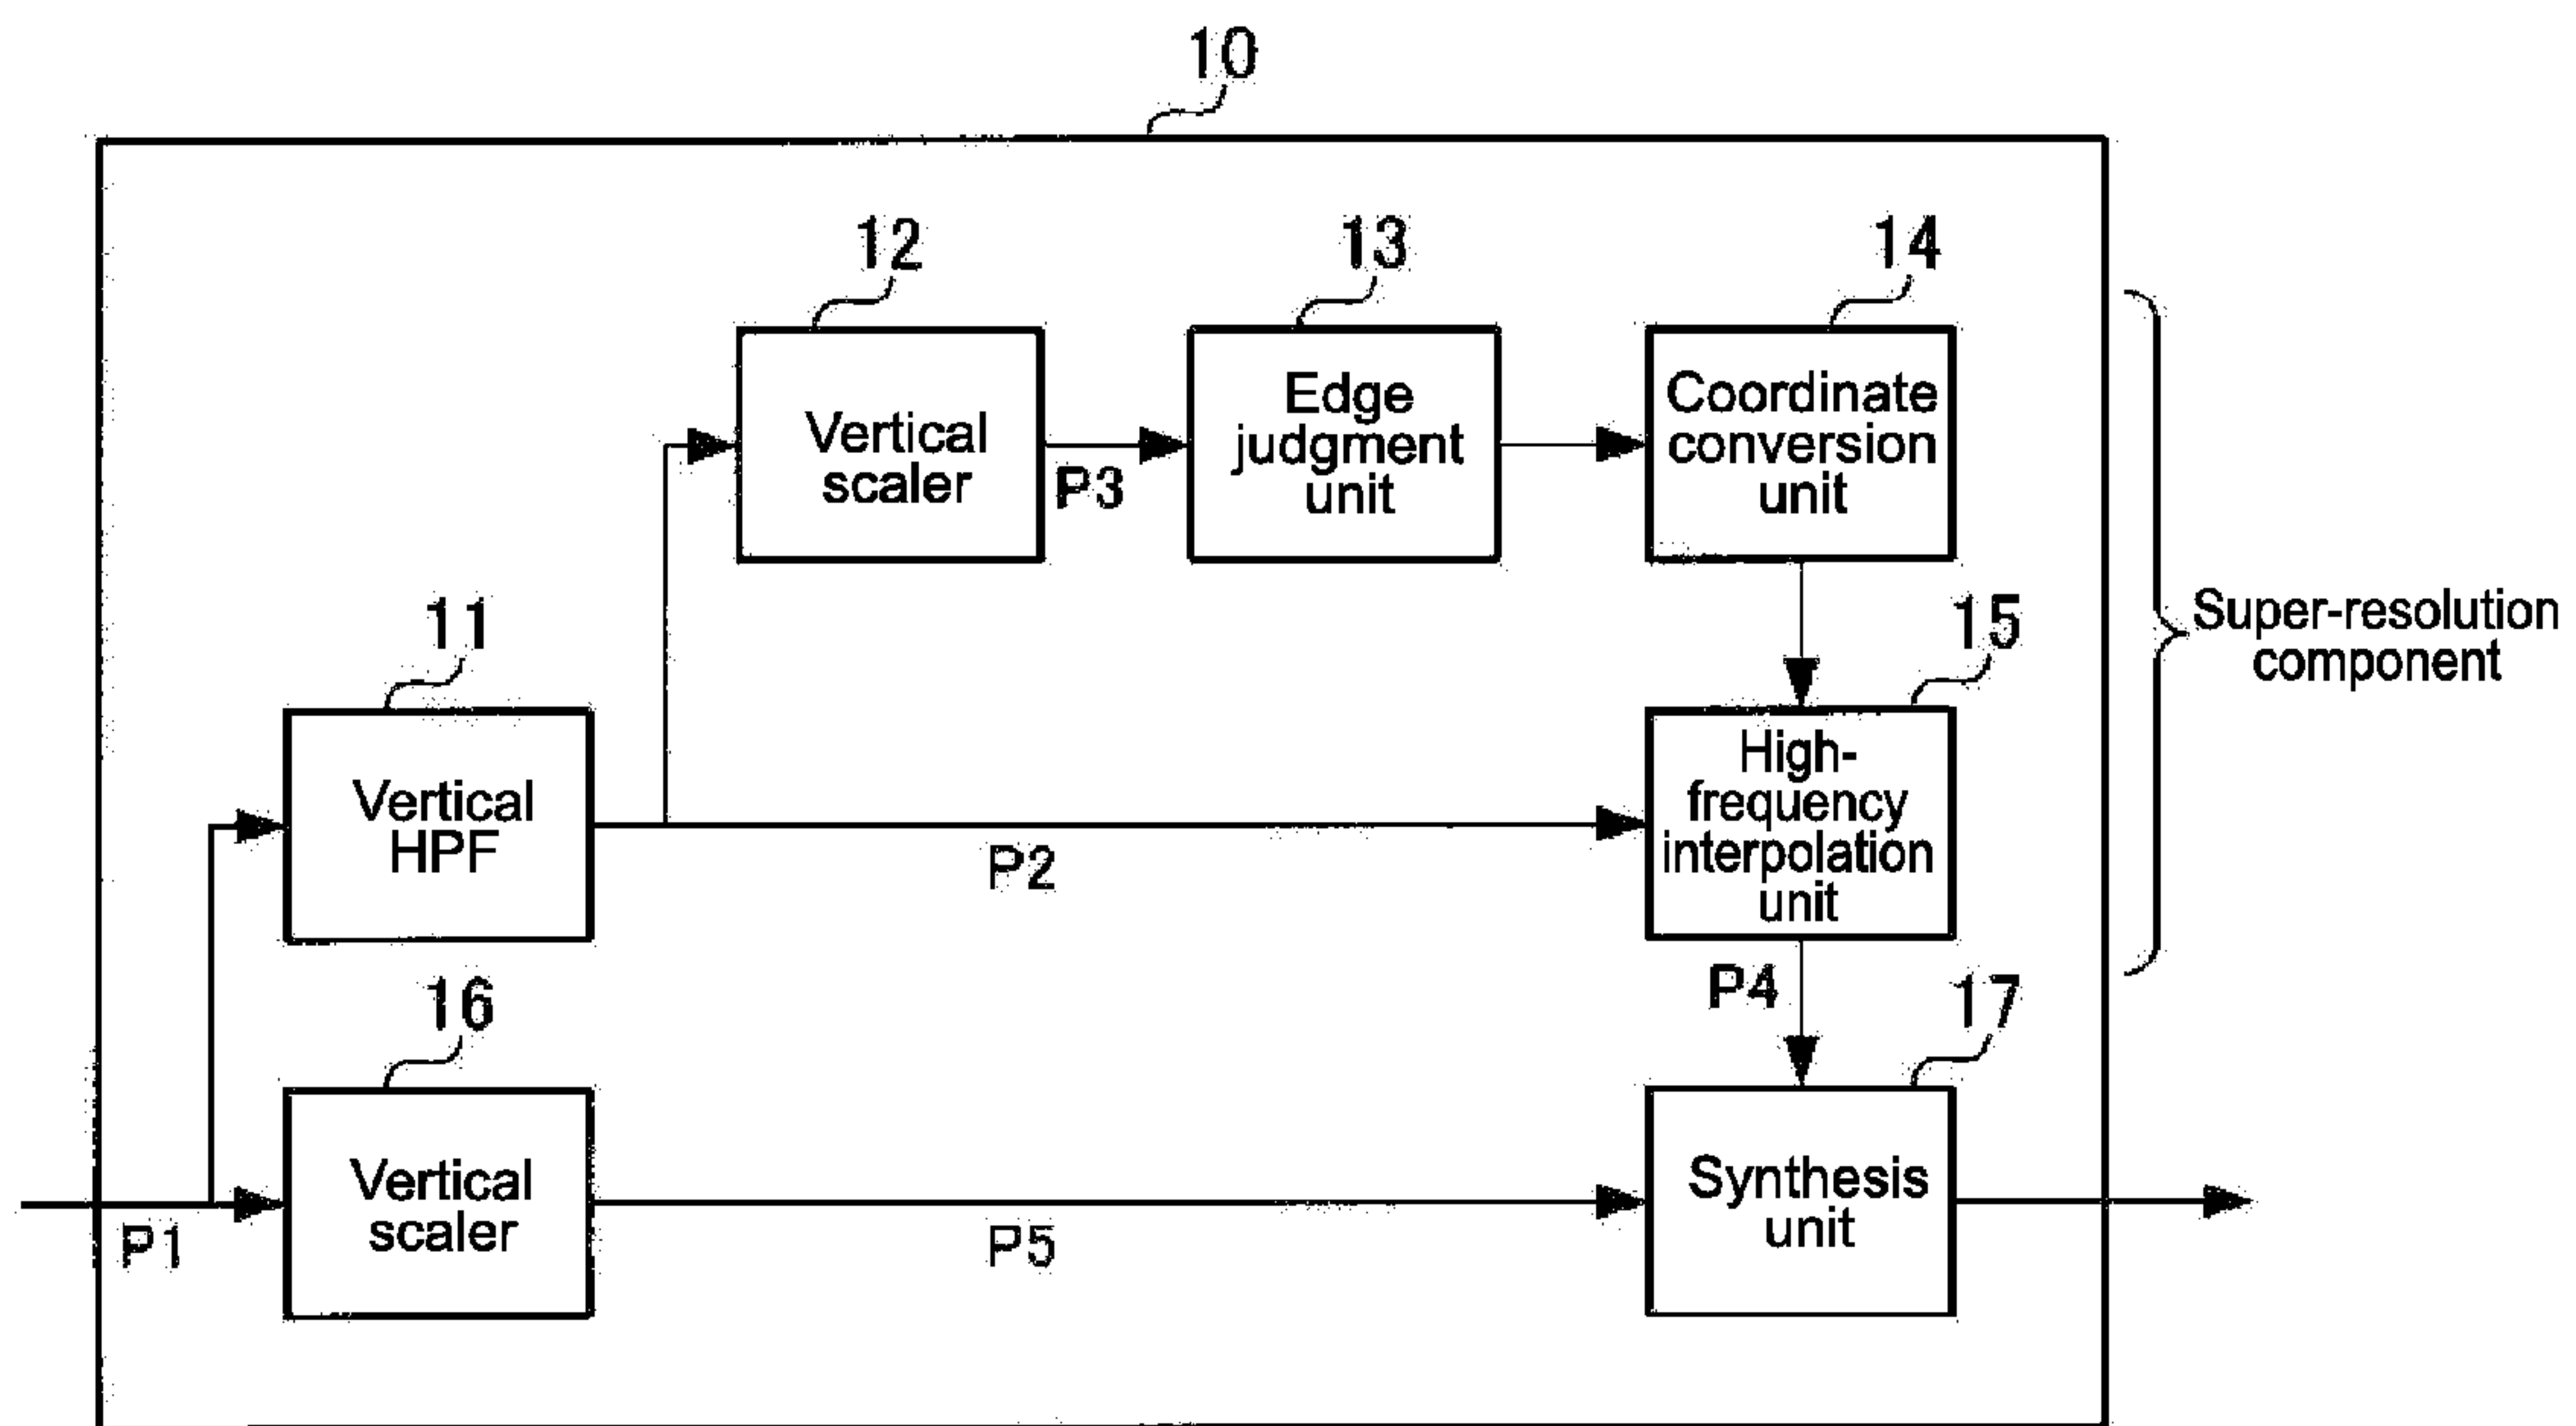 10
12
13
14
Vertical
scaler
P3
Edge
judgment
unit
Coordinate
conversion
unit
Super-resolution
component
11
15
Vertical
HPF
P2
High-
frequency
interpolation
unit
16
P4
17
P1
Vertical
scaler
P5
Synthesis
unit